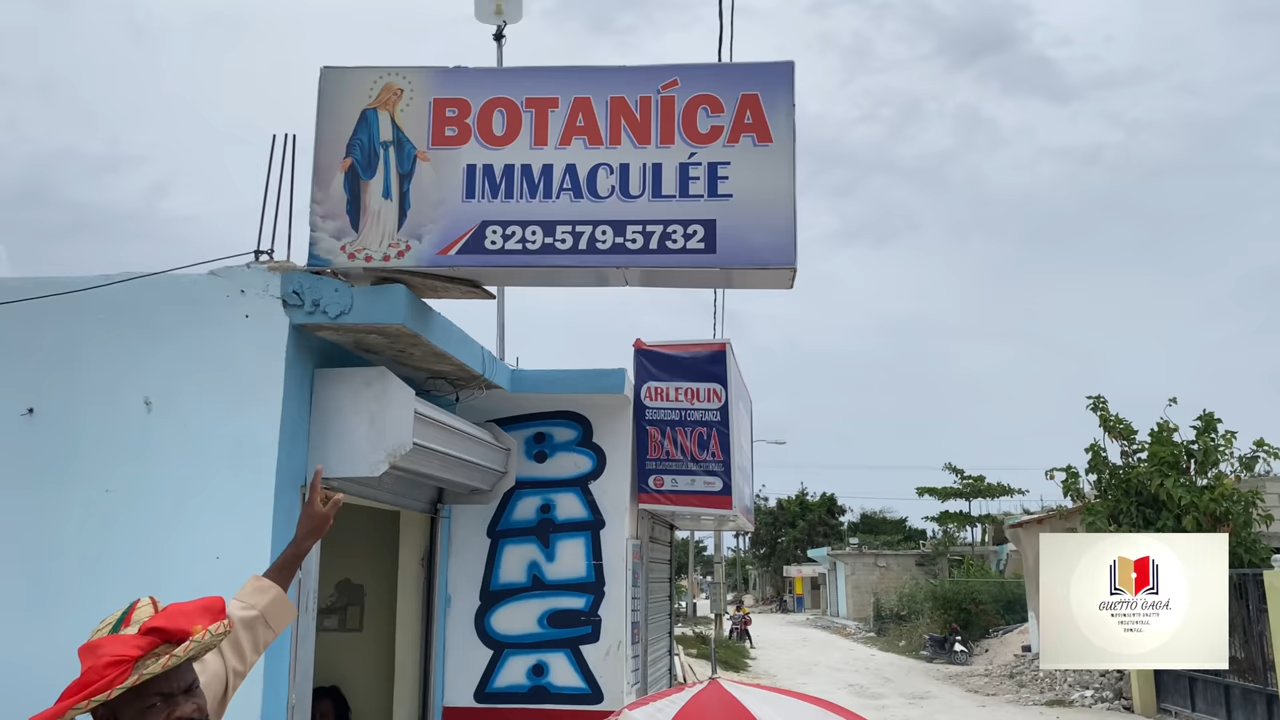 BOTANÍCA
IMMACULÉE
829-579-5732
ARLEQUIN
SEGURIDAD Y CONFIANZA
BANCA
DE LOTERIA NACIONAL
BANCA
GUETTO GAGÁ.